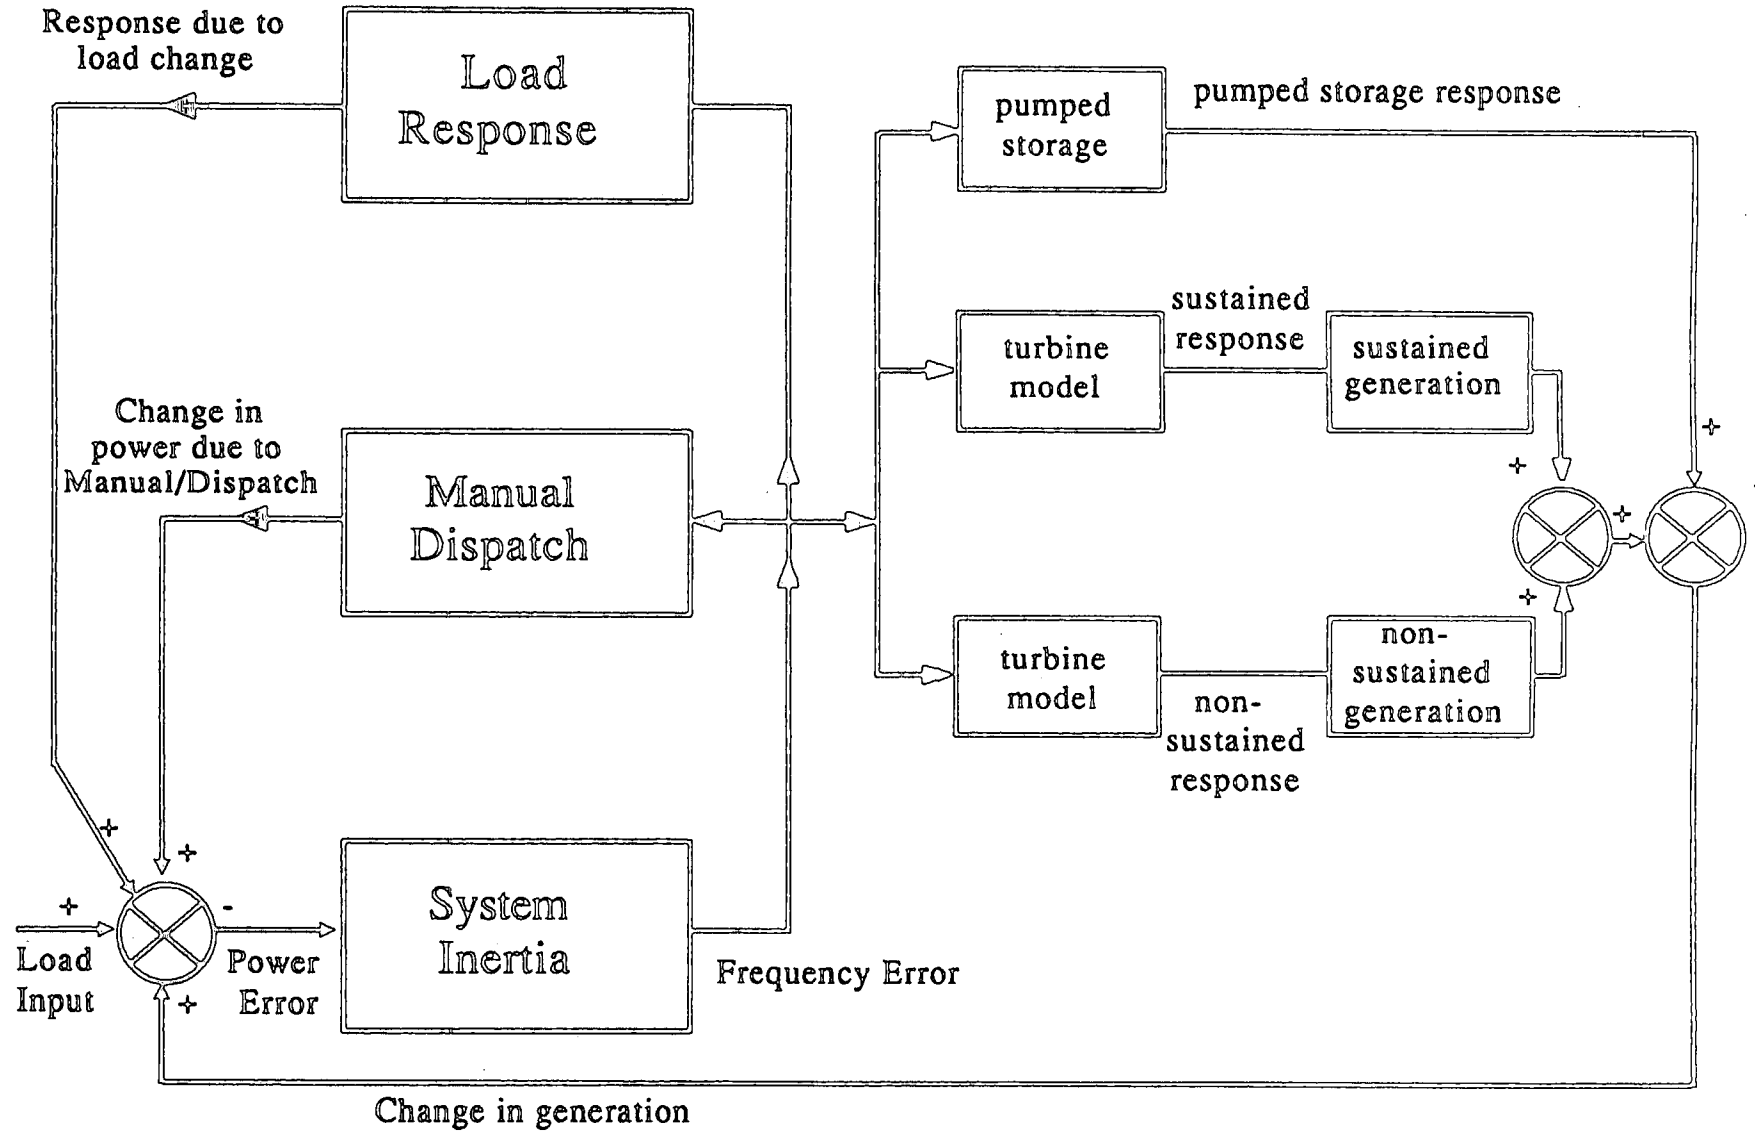 Response due to
load change
Load
Response
pumped
storage
pumped storage response
turbine
model
sustained
response
sustained
generation
Change in
power due to
Manual/Dispatch
Manual
Dispatch
+
+
+
+
turbine
model
non-
sustained
response
non-
sustained
generation
+
+
+
Load
Input
-
Power
Error
+
System
Inertia
Frequency Error
Change in generation